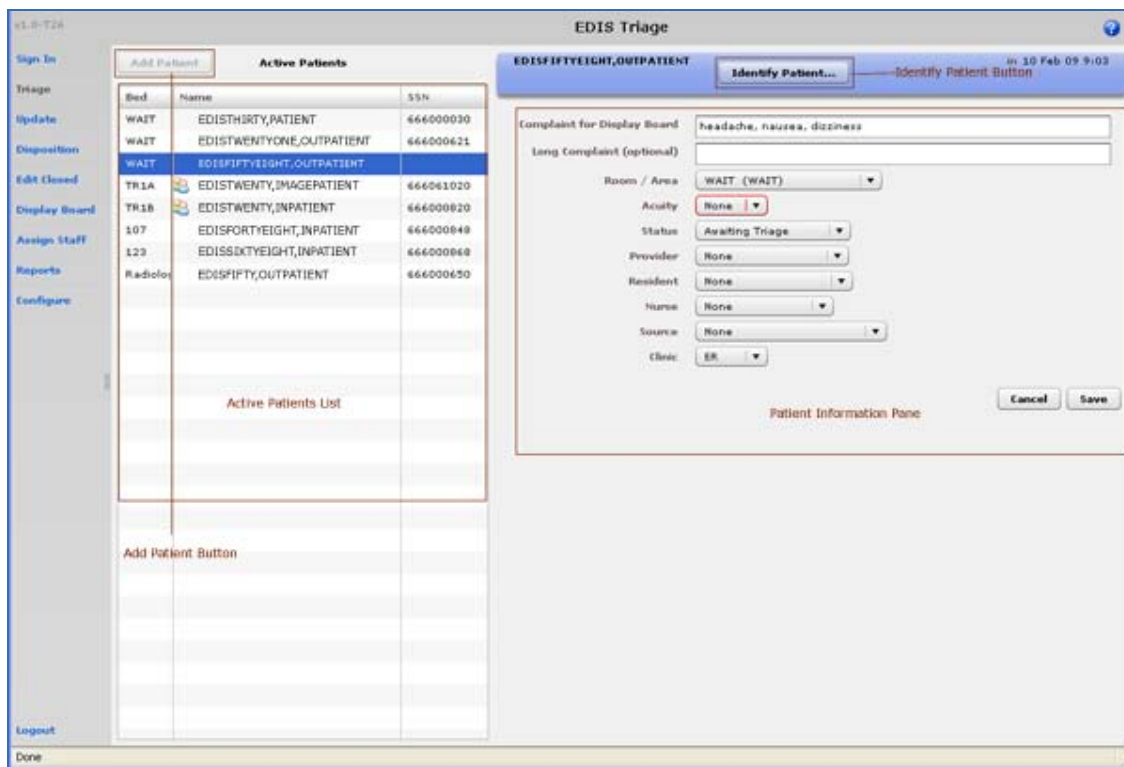 v1.0-T26
EDIS Triage
?
Sign In
Triage
Update
Disposition
Edit Closed
Display Board
Assign Staff
Reports
Configure
Logout
Add Patient
Active Patients
Bed Name SSN
WAIT EDISTHIRTY,PATIENT 666000030
WAIT EDISTWENTYONE,OUTPATIENT 666000621
WAIT EDISFIFTYEIGHT,OUTPATIENT
TR1A EDISTWENTY,IMAGEPATIENT 666061020
TR1B EDISTWENTY,INPATIENT 666000820
107 EDISFORTYEIGHT,INPATIENT 666000848
123 EDISSIXTYEIGHT,INPATIENT 666000868
Radiolog EDISFIFTY,OUTPATIENT 666000650
Active Patients List
Add Patient Button
EDISFIFTYEIGHT,OUTPATIENT
Identify Patient...
in 10 Feb 09 9:03
Identify Patient Button
Complaint for Display Board headache, nausea, dizziness
Long Complaint (optional)
Room / Area WAIT (WAIT)
Acuity None
Status Awaiting Triage
Provider None
Resident None
Nurse None
Source None
Clinic ER
Cancel Save
Patient Information Pane
Done